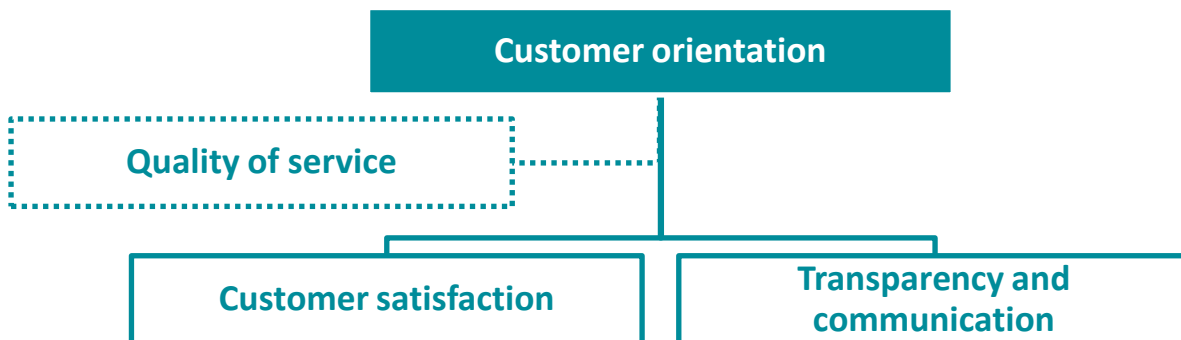 Customer orientation
Quality of service
Customer satisfaction
Transparency and
communication